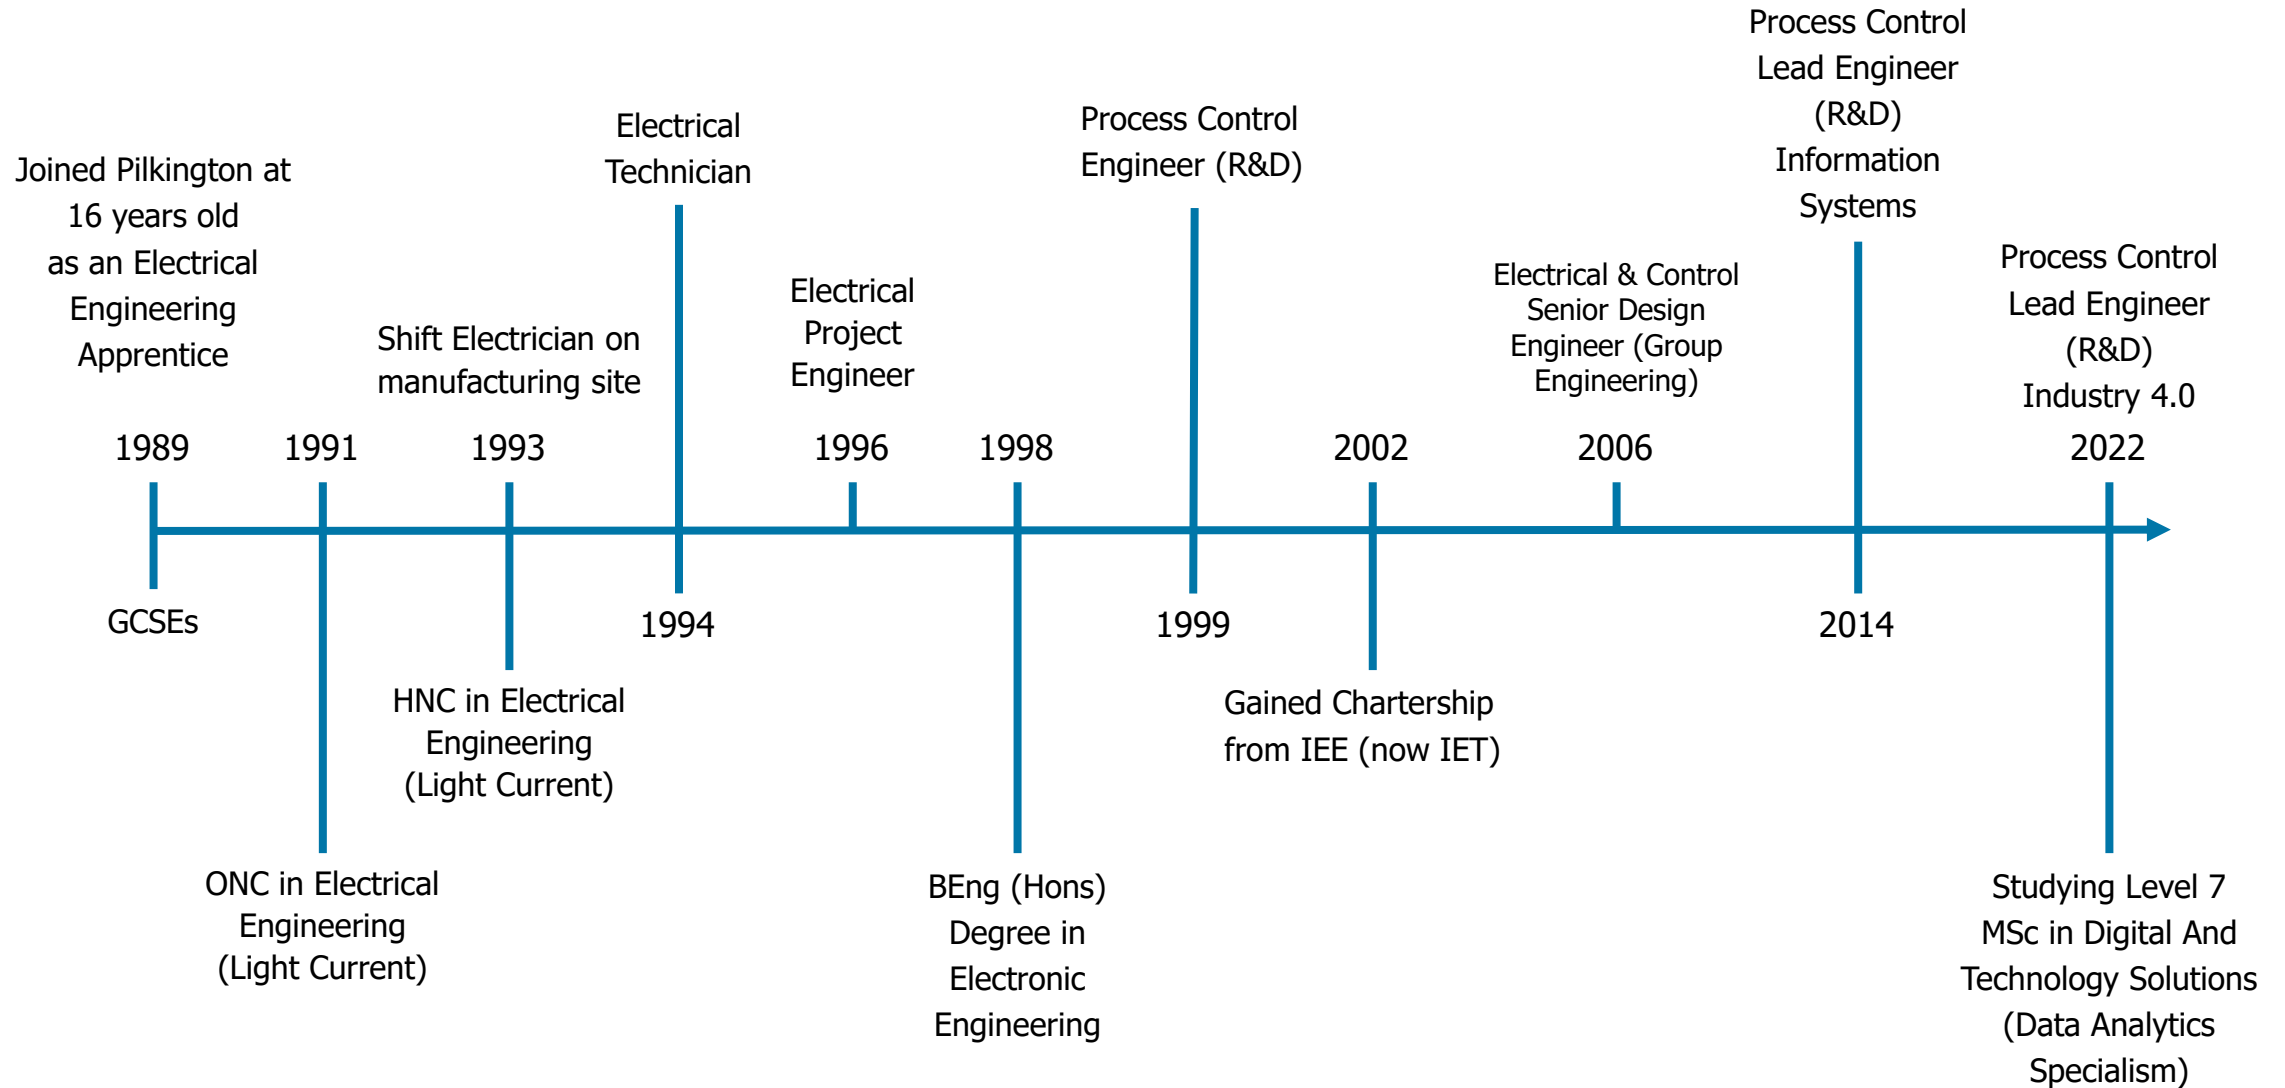 Joined Pilkington at
16 years old
as an Electrical
Engineering
Apprentice
1989
GCSEs
1991
ONC in Electrical
Engineering
(Light Current)
Shift Electrician on
manufacturing site
1993
HNC in Electrical
Engineering
(Light Current)
Electrical
Technician
1994
Electrical
Project
Engineer
1996
1998
BEng (Hons)
Degree in
Electronic
Engineering
Process Control
Engineer (R&D)
1999
2002
Gained Chartership
from IEE (now IET)
Electrical & Control
Senior Design
Engineer (Group
Engineering)
2006
Process Control
Lead Engineer
(R&D)
Information
Systems
2014
Process Control
Lead Engineer
(R&D)
Industry 4.0
2022
Studying Level 7
MSc in Digital And
Technology Solutions
(Data Analytics
Specialism)